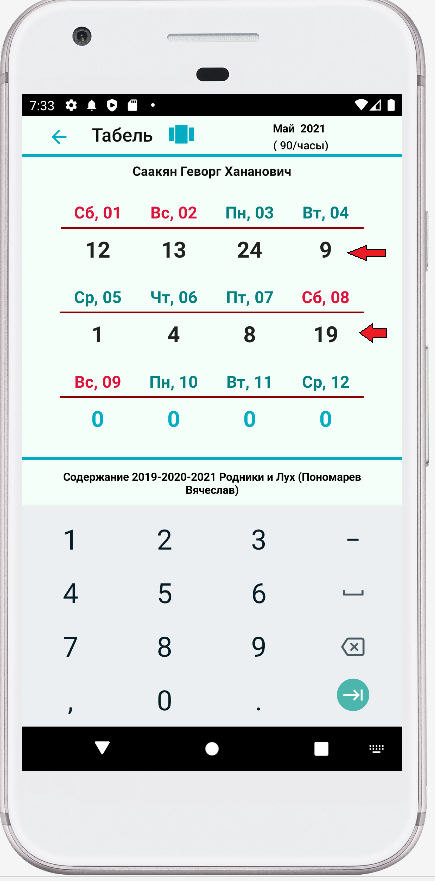 7:33
Табель
Май 2021
( 90/часы)
Саакян Геворг Хананович
Сб, 01 Вс, 02 Пн, 03 Вт, 04
12 13 24 9
Ср, 05 Чт, 06 Пт, 07 Сб, 08
1 4 8 19
Вс, 09 Пн, 10 Вт, 11 Ср, 12
0 0 0 0
Содержание 2019-2020-2021 Родники и Лух (Пономарев
Вячеслав)
1 2 3 –
4 5 6
7 8 9
, 0 .